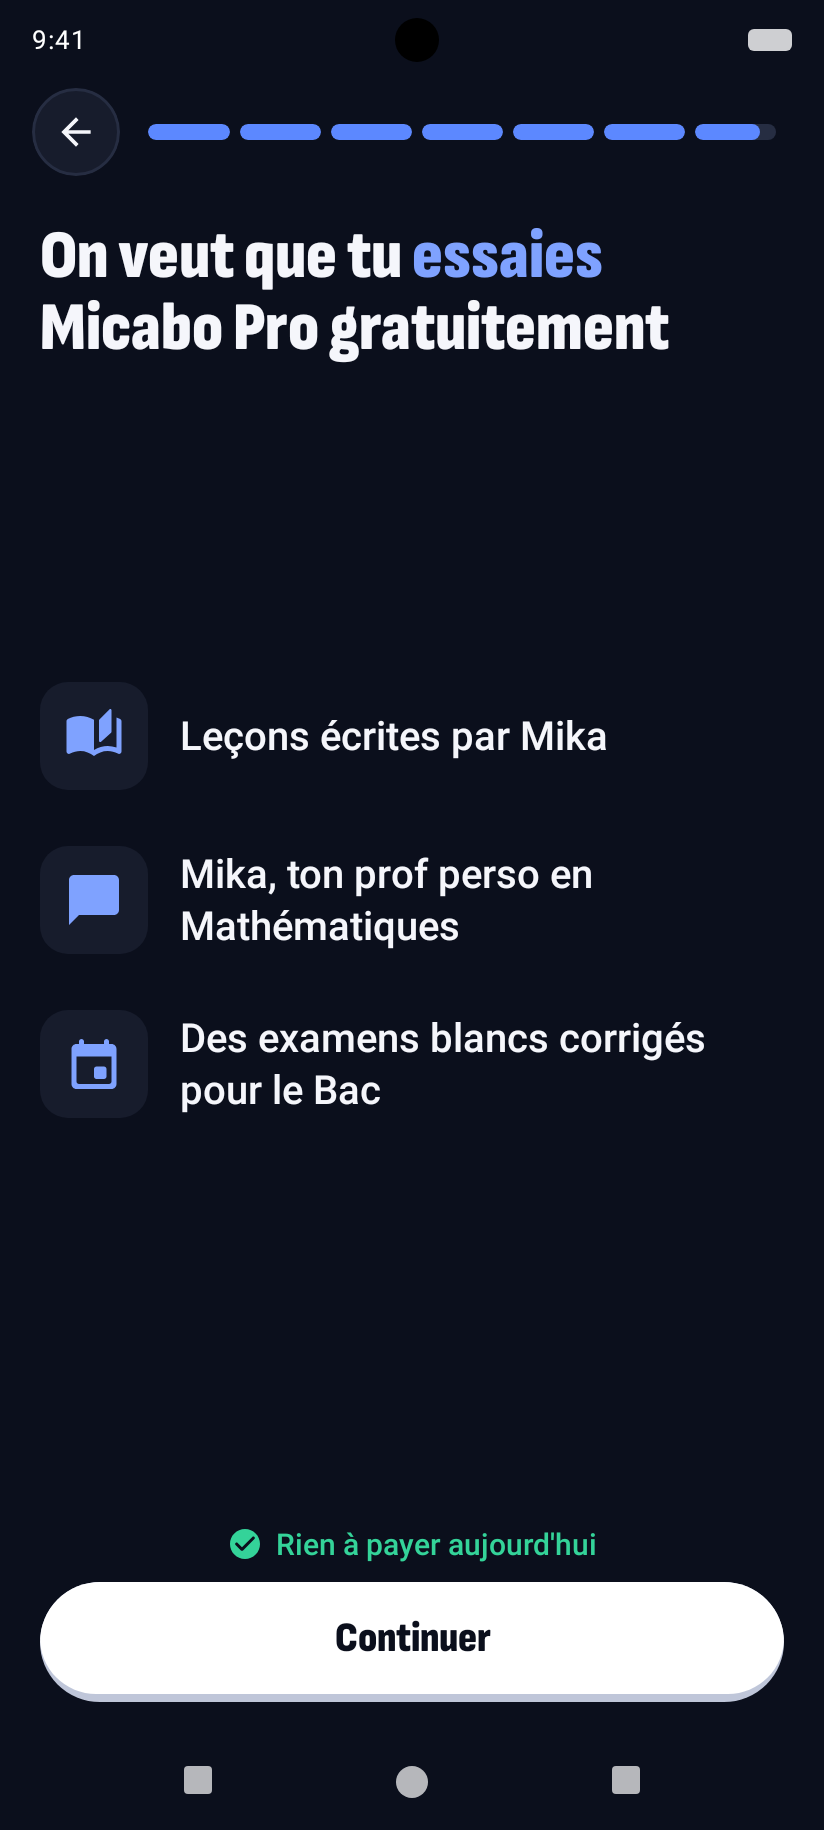 9:41
On veut que tu essaies
Micabo Pro gratuitement
Leçons écrites par Mika
Mika, ton prof perso en
Mathématiques
Des examens blancs corrigés
pour le Bac
Rien à payer aujourd'hui
Continuer